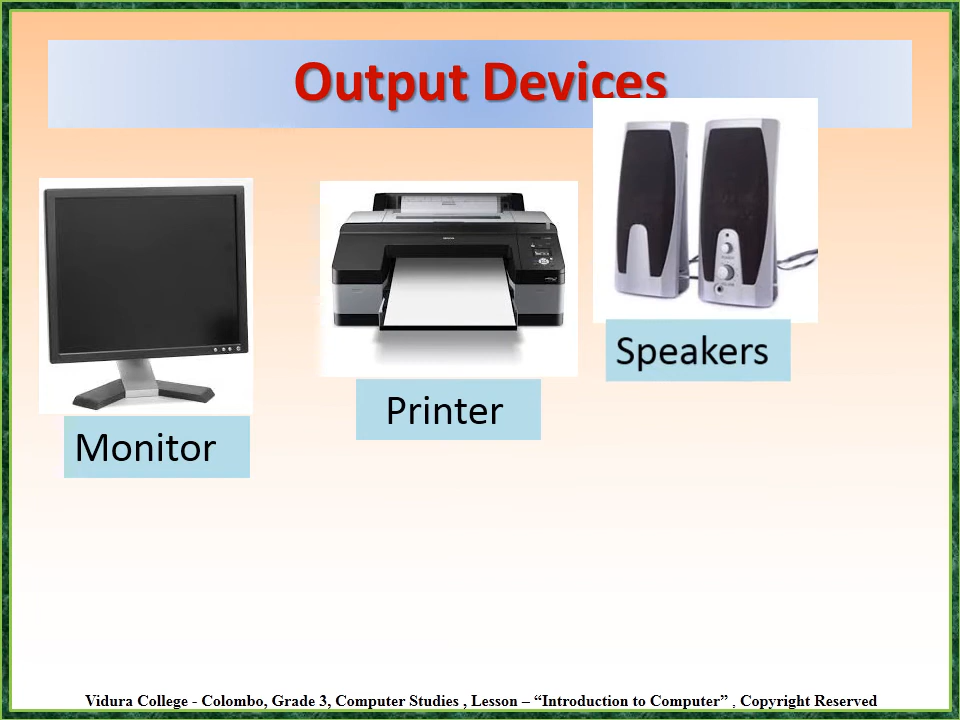 Output Devices
Speakers
Printer
Monitor
Vidura College - Colombo, Grade 3, Computer Studies , Lesson – “Introduction to Computer” , Copyright Reserved